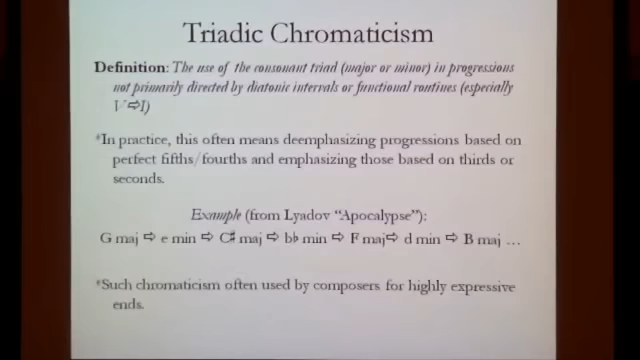 Triadic Chromaticism
Definition: The use of the consonant triad (major or minor) in progressions
not primarily directed by diatonic intervals or functional routines (especially
V⇨I)
*In practice, this often means deemphasizing progressions based on
perfect fifths/fourths and emphasizing those based on thirds or
seconds.
Example (from Lyadov “Apocalypse”):
G maj ⇨ e min ⇨ C♯ maj ⇨ b♭ min ⇨ F maj⇨ d min ⇨ B maj …
*Such chromaticism often used by composers for highly expressive
ends.